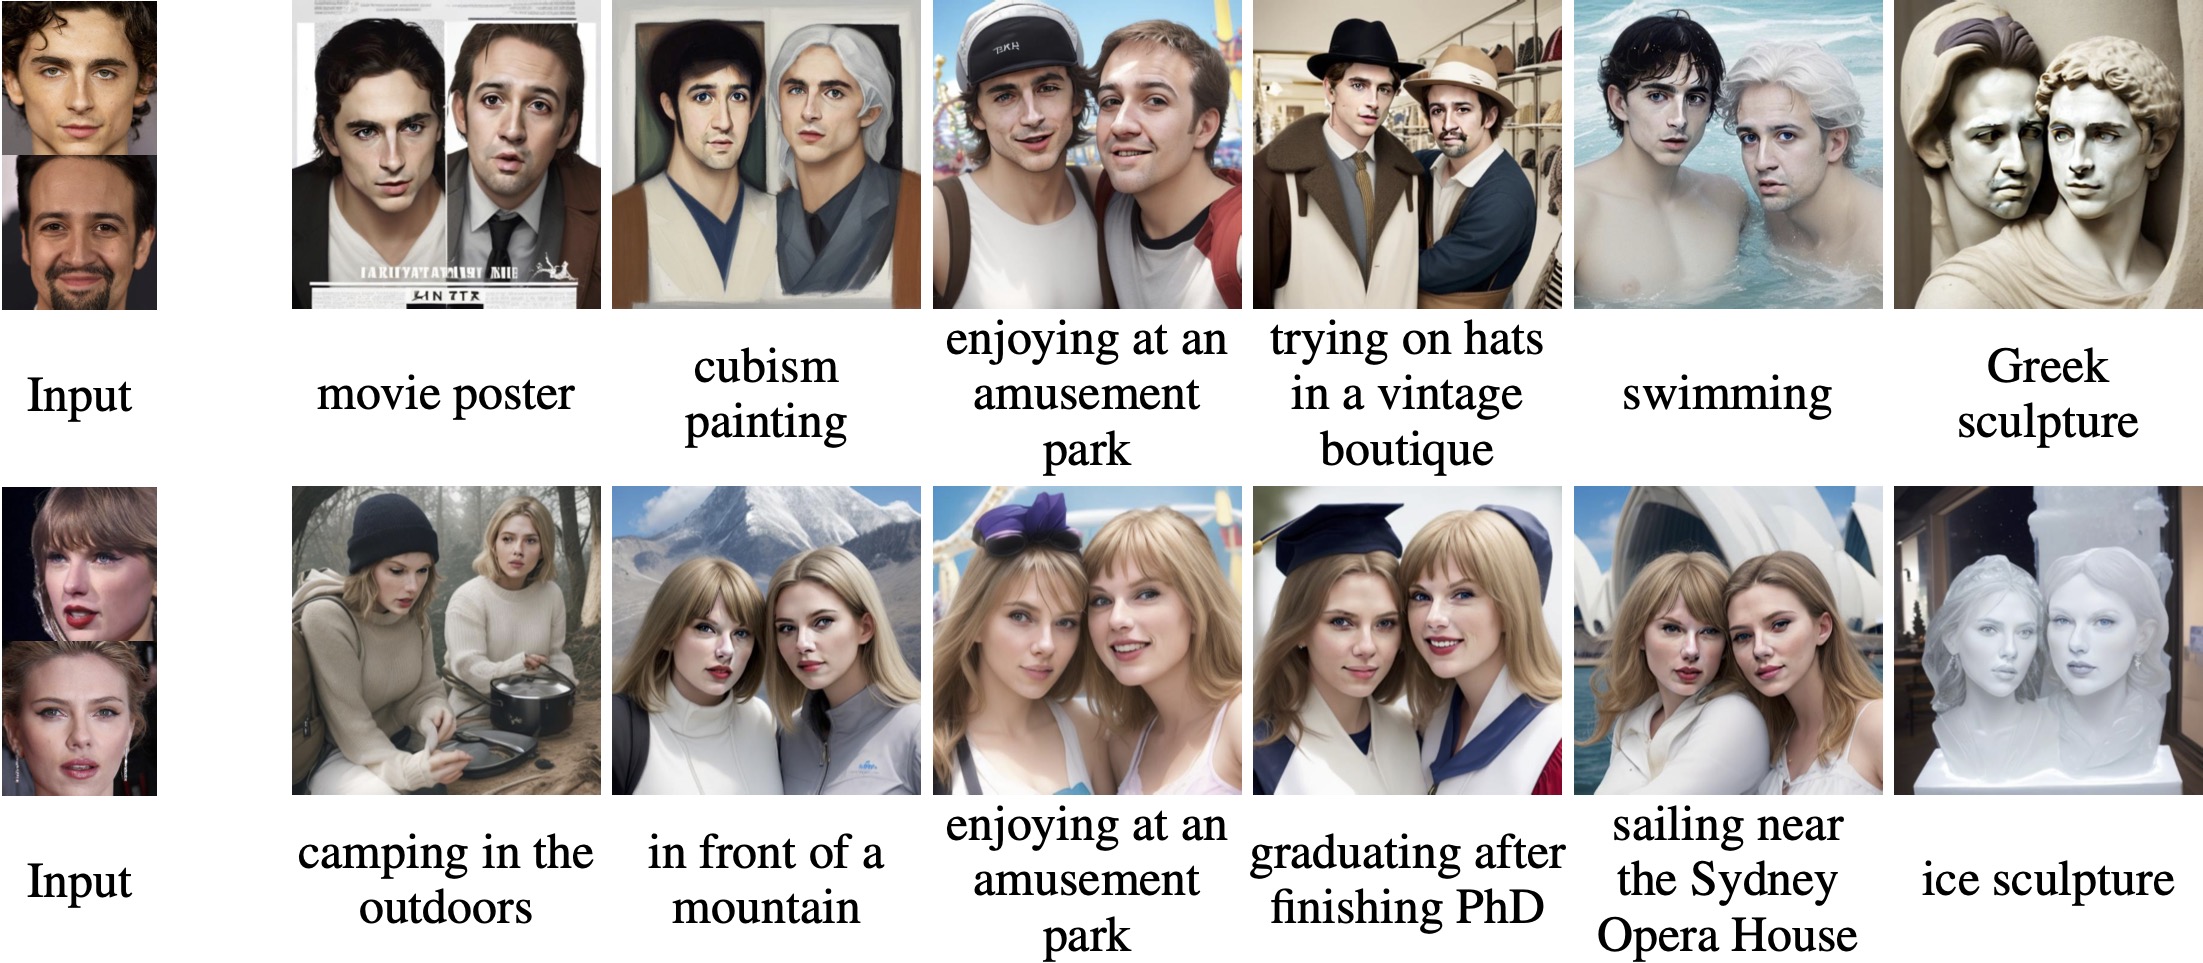 Input
movie poster
cubism
painting
enjoying at an
amusement
park
trying on hats
in a vintage
boutique
swimming
Greek
sculpture
Input
camping in the
outdoors
in front of a
mountain
enjoying at an
amusement
park
graduating after
finishing PhD
sailing near
the Sydney
Opera House
ice sculpture